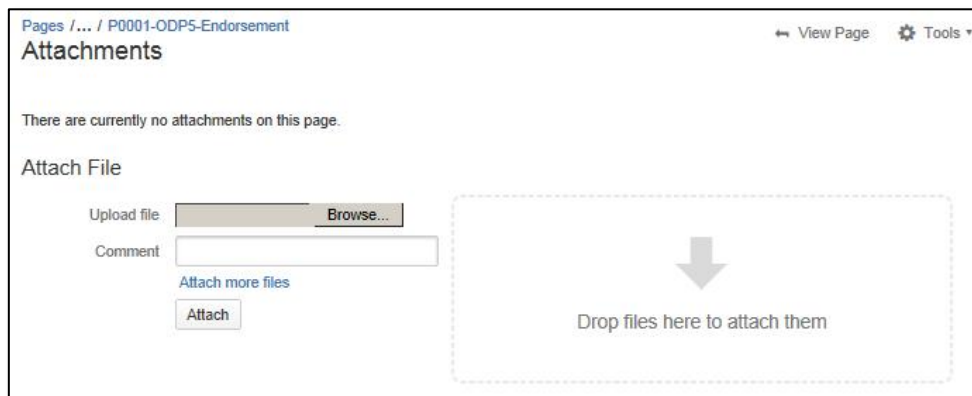 Pages /... / P0001-ODP5-Endorsement
Attachments
View Page
Tools
There are currently no attachments on this page.
Attach File
Upload file
Browse...
Comment
Attach more files
Attach
Drop files here to attach them